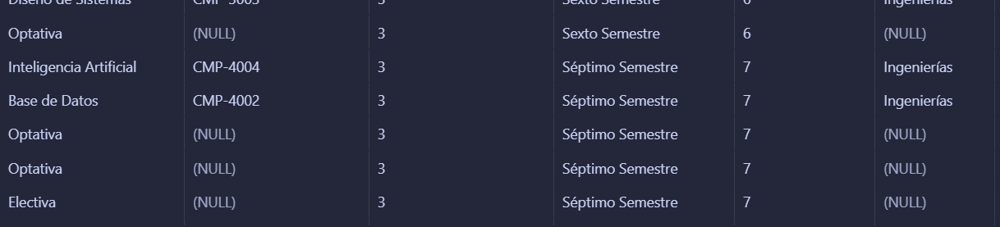 Diseño de Sistemas CMP-5005 3 Sexto Semestre 6 Ingenierías
Optativa (NULL) 3 Sexto Semestre 6 (NULL)
Inteligencia Artificial CMP-4004 3 Séptimo Semestre 7 Ingenierías
Base de Datos CMP-4002 3 Séptimo Semestre 7 Ingenierías
Optativa (NULL) 3 Séptimo Semestre 7 (NULL)
Optativa (NULL) 3 Séptimo Semestre 7 (NULL)
Electiva (NULL) 3 Séptimo Semestre 7 (NULL)